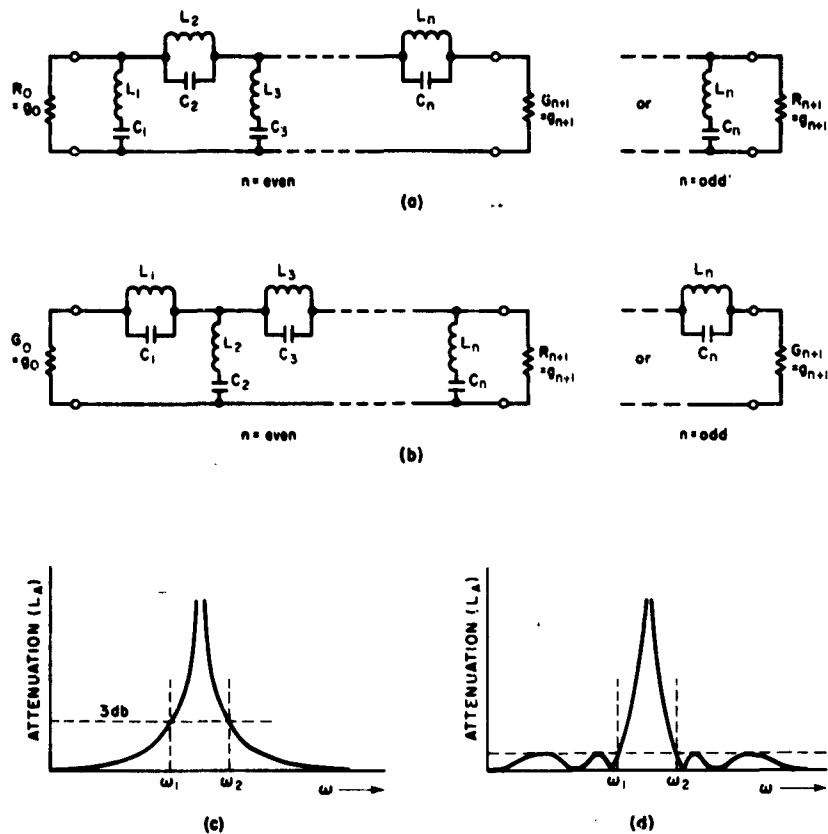 L2
Ln
R0
= g0
L1
C1
C2
L3
C3
Cn
Gn+1
=gn+1
or
Ln
Cn
Rn+1
=gn+1
n = even
n = odd'
(a)
L1
L3
Ln
G0
= g0
C1
L2
C2
C3
Ln
Cn
Rn+1
=gn+1
or
Cn
Gn+1
=gn+1
n = even
n = odd
(b)
ATTENUATION (LA)
3db
ω1
ω2
ω
(c)
ATTENUATION (LA)
ω1
ω2
ω
(d)